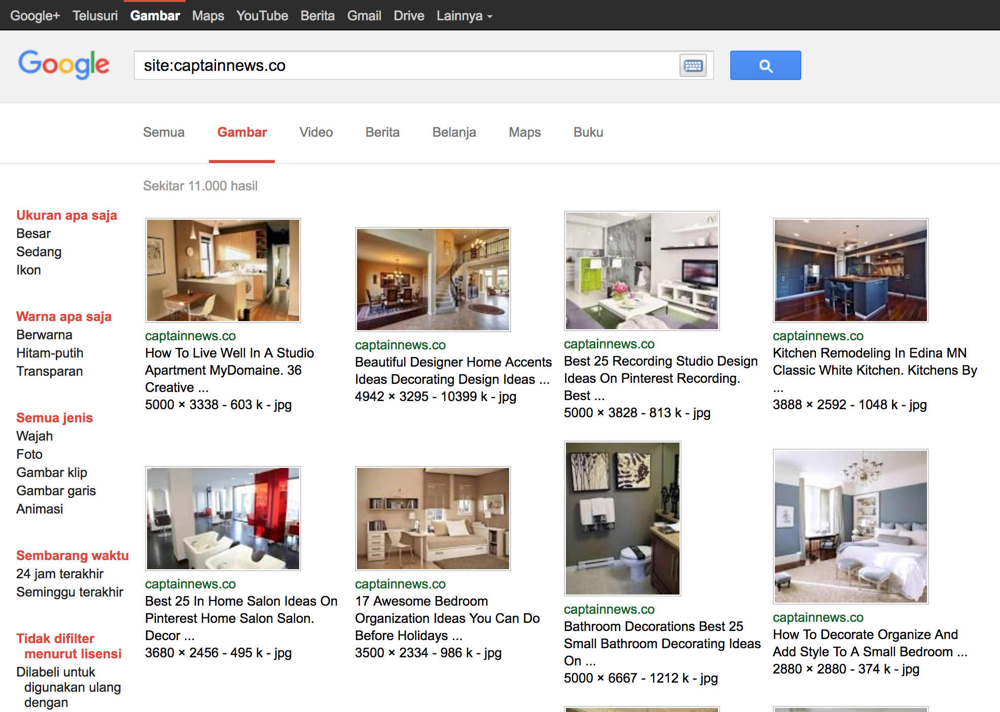 Google+ Telusuri Gambar Maps YouTube Berita Gmail Drive Lainnya
Google
site:captainnews.co
Semua Gambar Video Berita Belanja Maps Buku
Sekitar 11.000 hasil
Ukuran apa saja
Besar
Sedang
Ikon
Warna apa saja
Berwarna
Hitam-putih
Transparan
Semua jenis
Wajah
Foto
Gambar klip
Gambar garis
Animasi
Sembarang waktu
24 jam terakhir
Seminggu terakhir
Tidak difilter
menurut lisensi
Dilabeli untuk
digunakan ulang
dengan
captainnews.co
How To Live Well In A Studio
Apartment MyDomaine. 36
Creative ...
5000 × 3338 - 603 k - jpg
captainnews.co
Beautiful Designer Home Accents
Ideas Decorating Design Ideas ...
4942 × 3295 - 10399 k - jpg
captainnews.co
Best 25 Recording Studio Design
Ideas On Pinterest Recording.
Best ...
5000 × 3828 - 813 k - jpg
captainnews.co
Kitchen Remodeling In Edina MN
Classic White Kitchen. Kitchens By
...
3888 × 2592 - 1048 k - jpg
captainnews.co
Best 25 In Home Salon Ideas On
Pinterest Home Salon Salon.
Decor ...
3680 × 2456 - 495 k - jpg
captainnews.co
17 Awesome Bedroom
Organization Ideas You Can Do
Before Holidays ...
3500 × 2334 - 986 k - jpg
captainnews.co
Bathroom Decorations Best 25
Small Bathroom Decorating Ideas
On ...
5000 × 6667 - 1212 k - jpg
captainnews.co
How To Decorate Organize And
Add Style To A Small Bedroom ...
2880 × 2880 - 374 k - jpg